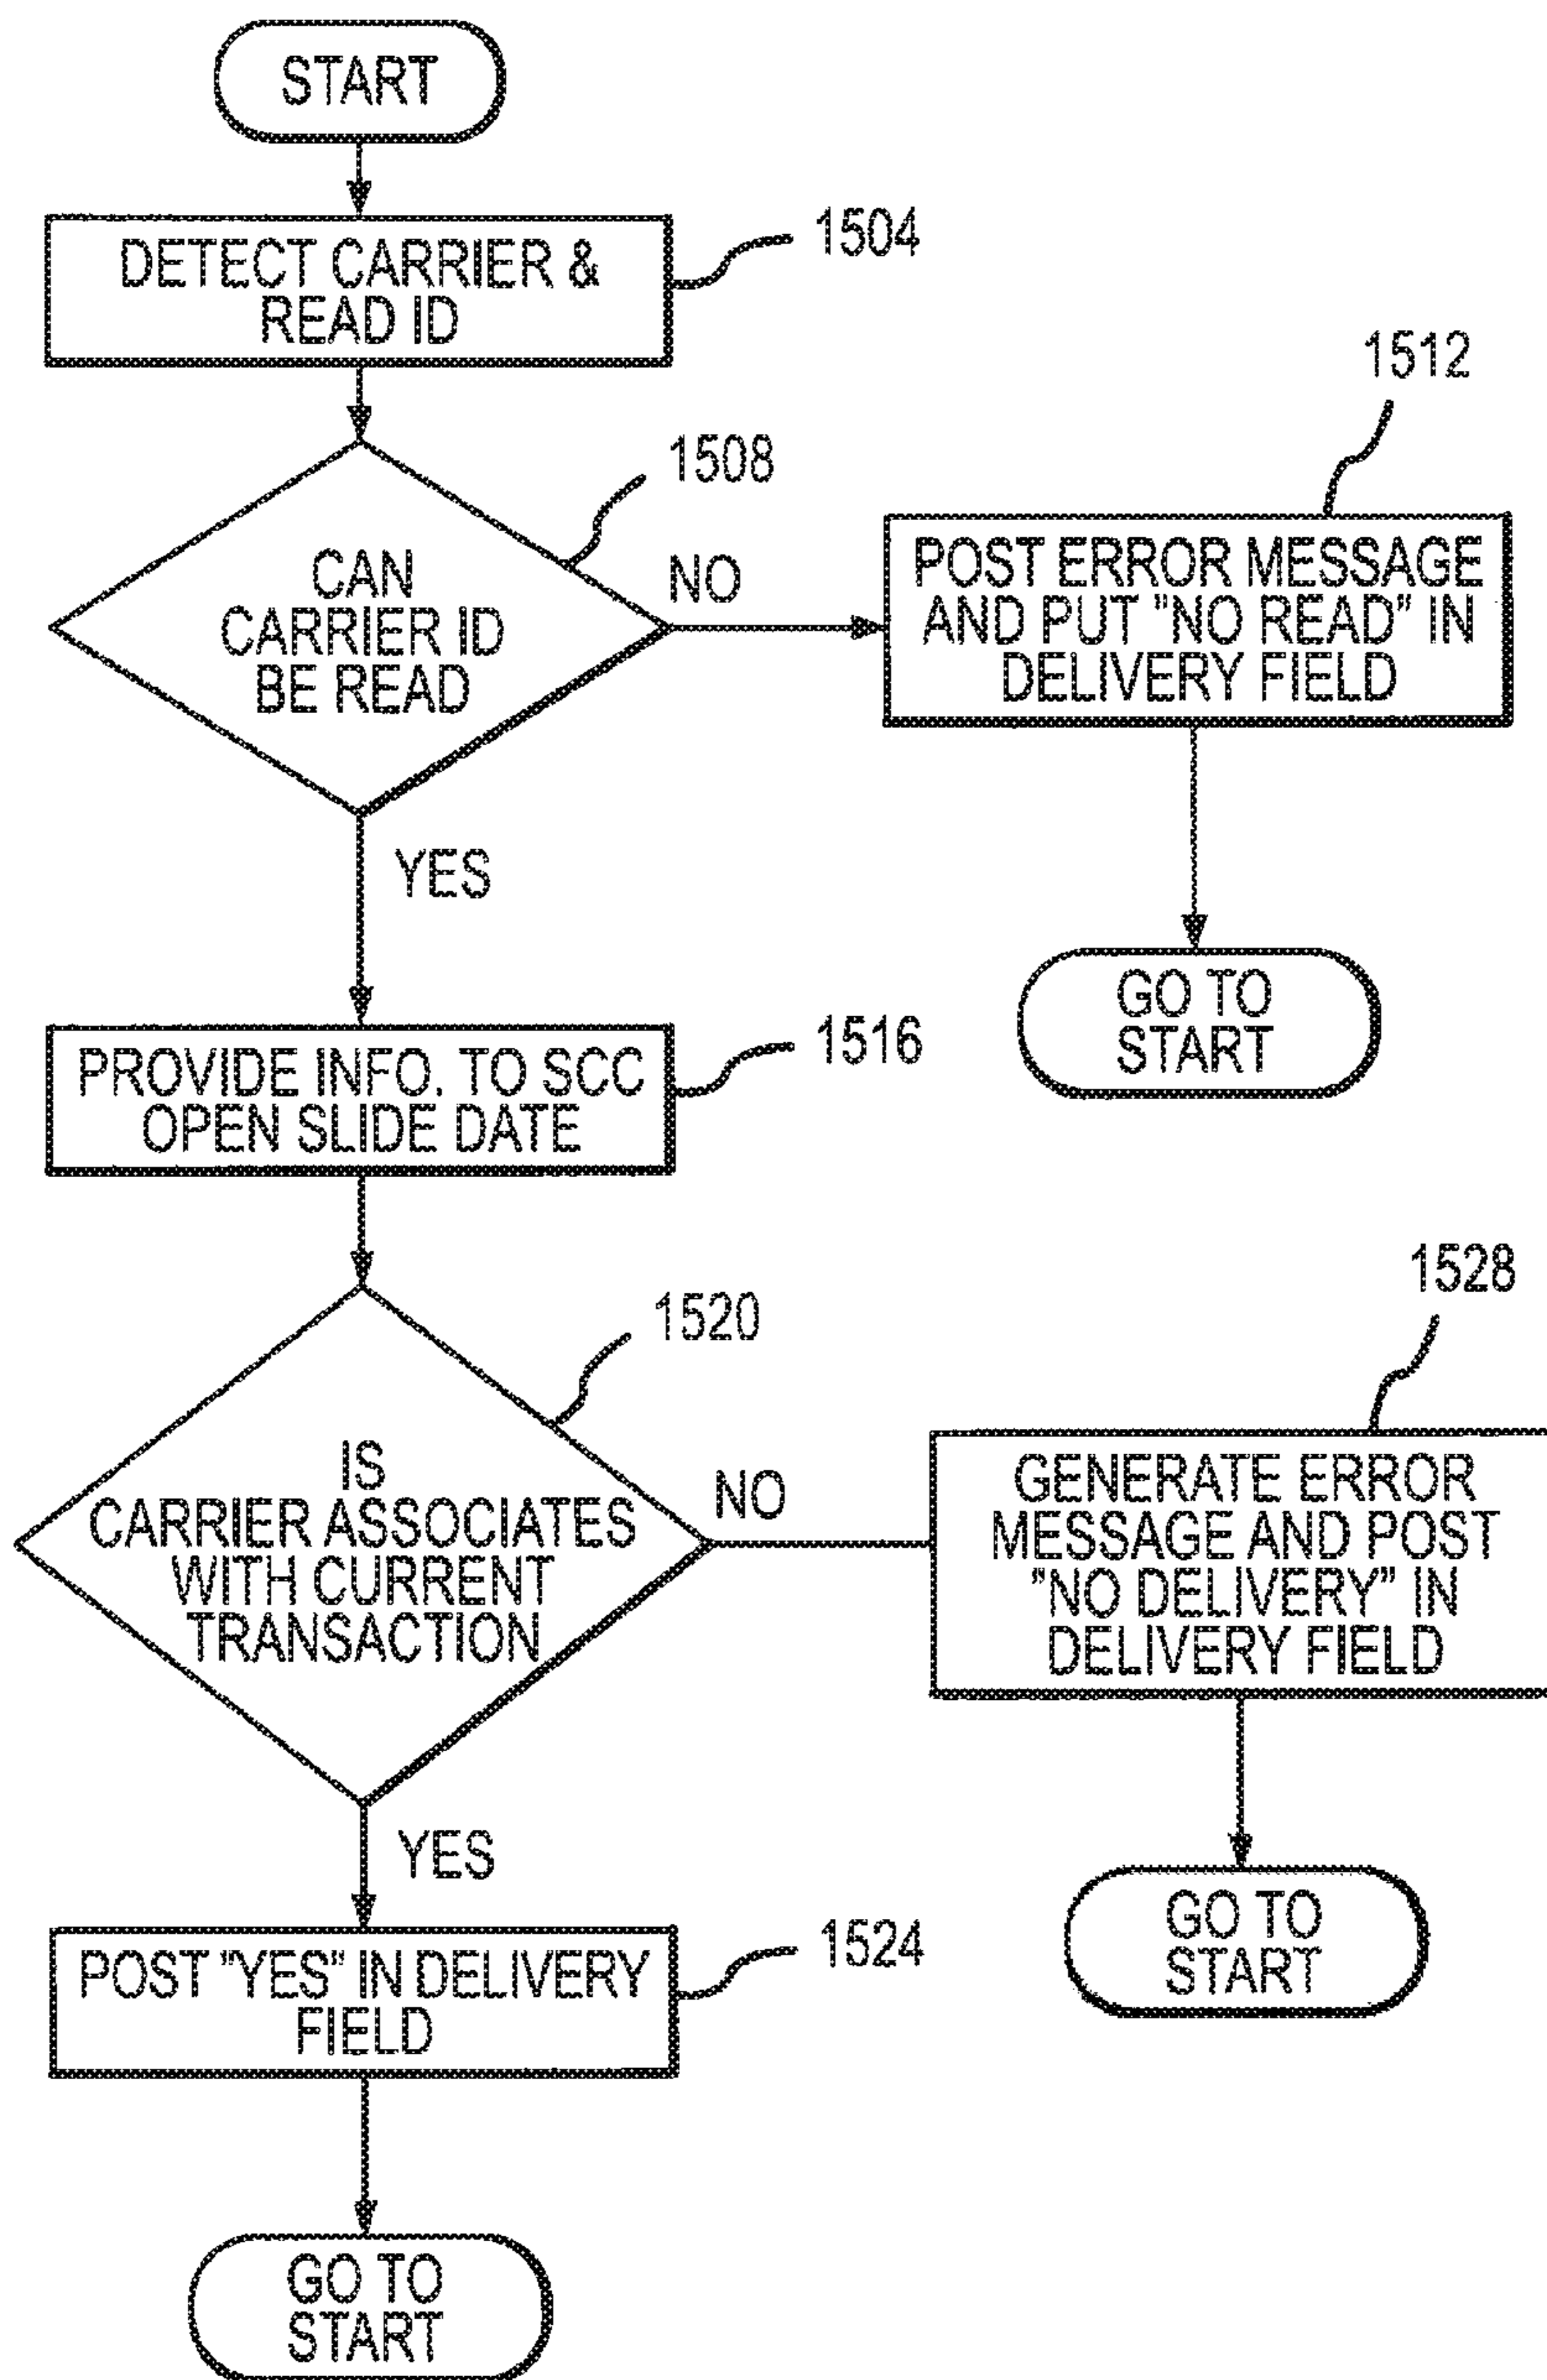 START
DETECT CARRIER &
READ ID
1504
1512
1508
CAN
CARRIER ID
BE READ
NO
POST ERROR MESSAGE
AND PUT "NO READ" IN
DELIVERY FIELD
YES
GO TO
START
PROVIDE INFO. TO SCC
OPEN SLIDE DATE
1516
1528
1520
IS
CARRIER ASSOCIATES
WITH CURRENT
TRANSACTION
NO
GENERATE ERROR
MESSAGE AND POST
"NO DELIVERY" IN
DELIVERY FIELD
YES
GO TO
START
POST "YES" IN DELIVERY
FIELD
1524
GO TO
START